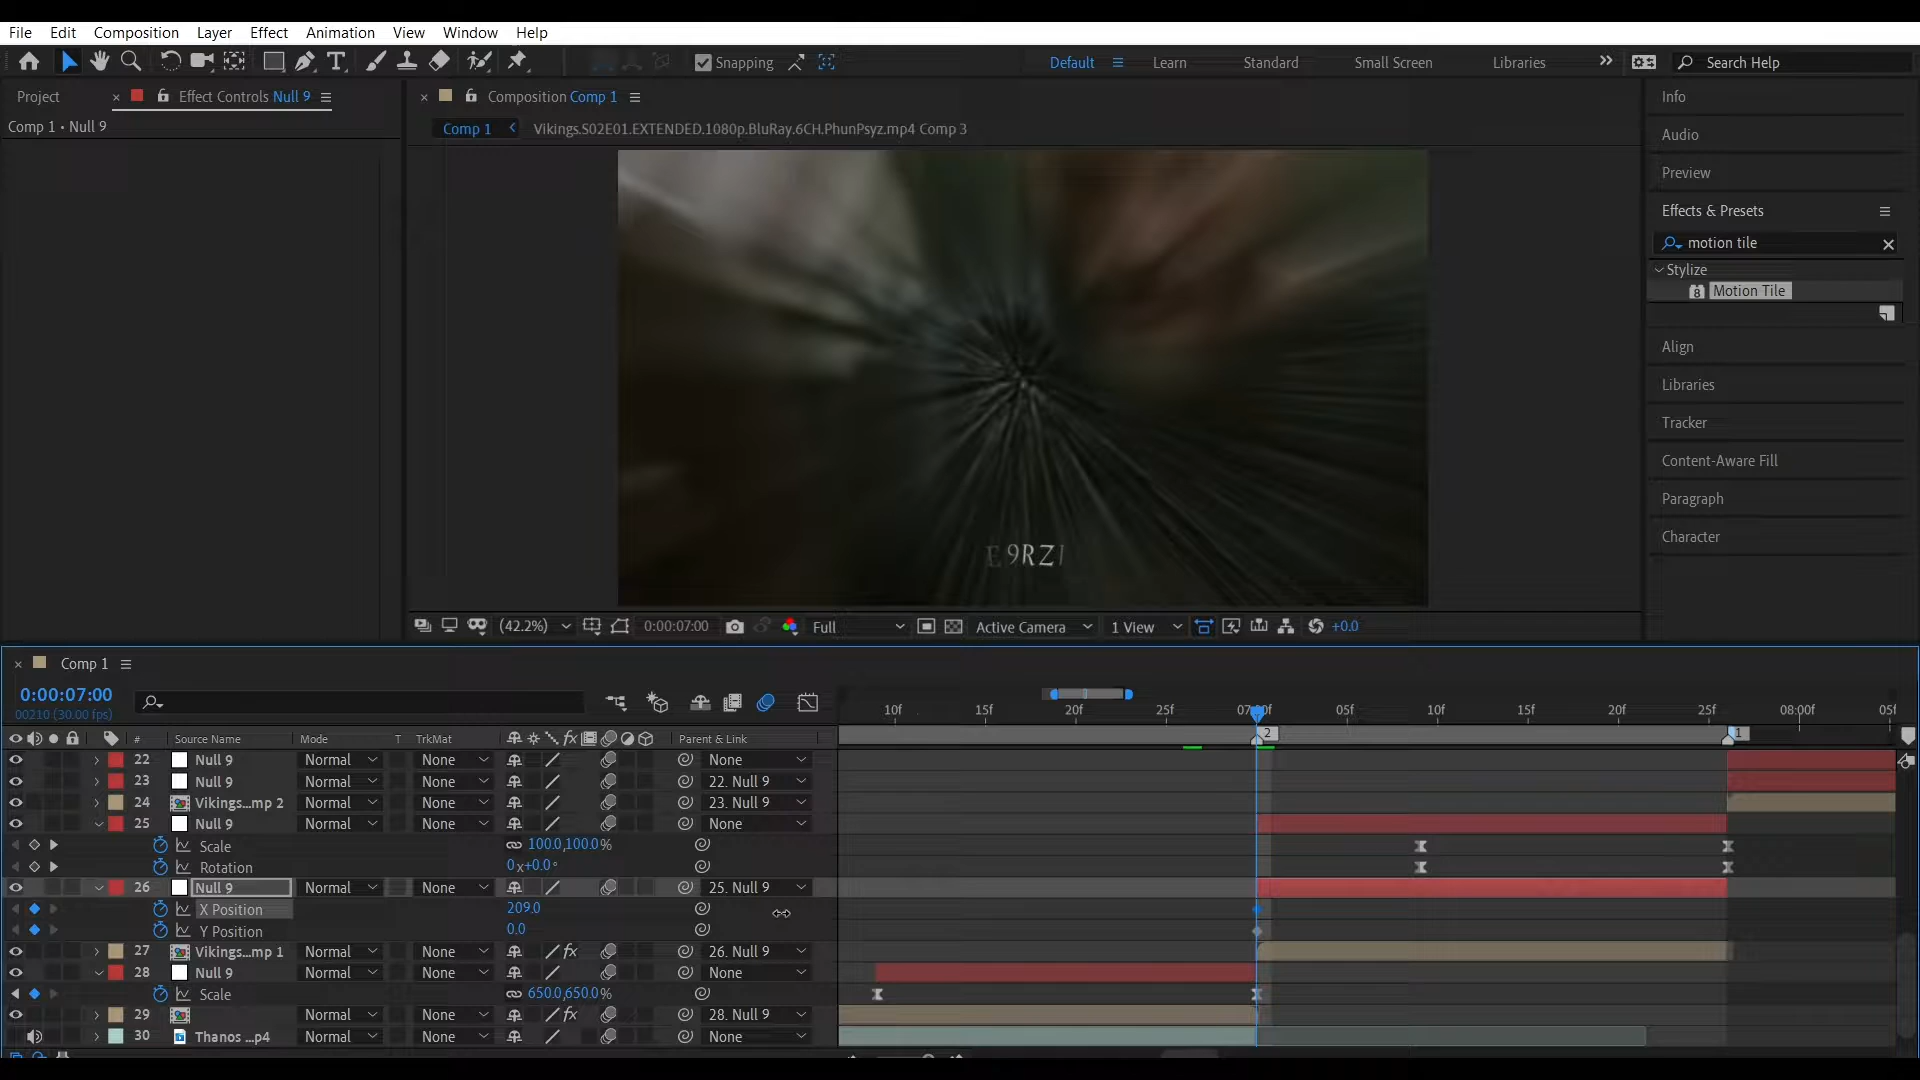 File Edit Composition Layer Effect Animation View Window Help
Snapping Default Learn Standard Small Screen Libraries Search Help
Project Effect Controls Null 9
Comp 1 • Null 9
Composition Comp 1
Comp 1 Vikings.S02E01.EXTENDED.1080p.BluRay.6CH.PhunPsyz.mp4 Comp 3
E9RZI
(42.2%) 0:00:07:00 Full Active Camera 1 View +0.0
Info
Audio
Preview
Effects & Presets
motion tile
Stylize
8 Motion Tile
Align
Libraries
Tracker
Content-Aware Fill
Paragraph
Character
Comp 1
0:00:07:00
00210 (30.00 fps)
10f 15f 20f 25f 07:00f 05f 10f 15f 20f 25f 08:00f 05f
2 1
# Source Name Mode T TrkMat fx Parent & Link
22 Null 9 Normal None None
23 Null 9 Normal None 22. Null 9
24 Vikings...mp 2 Normal None 23. Null 9
25 Null 9 Normal None None
Scale 100.0,100.0%
Rotation 0x+0.0°
26 Null 9 Normal None 25. Null 9
X Position 209.0
Y Position 0.0
27 Vikings...mp 1 Normal None fx 26. Null 9
28 Null 9 Normal None None
Scale 650.0,650.0%
29 Normal None fx 28. Null 9
30 Thanos ...p4 Normal None None